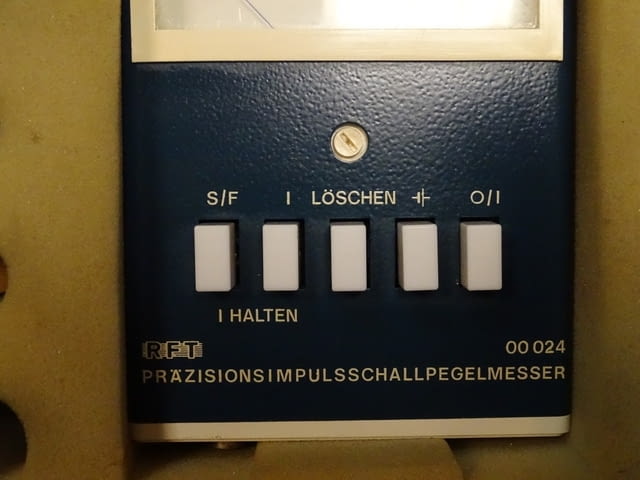 S/F I LÖSCHEN O/I
I HALTEN
RFT 00 024
PRÄZISIONSIMPULSSCHALLPEGELMESSER